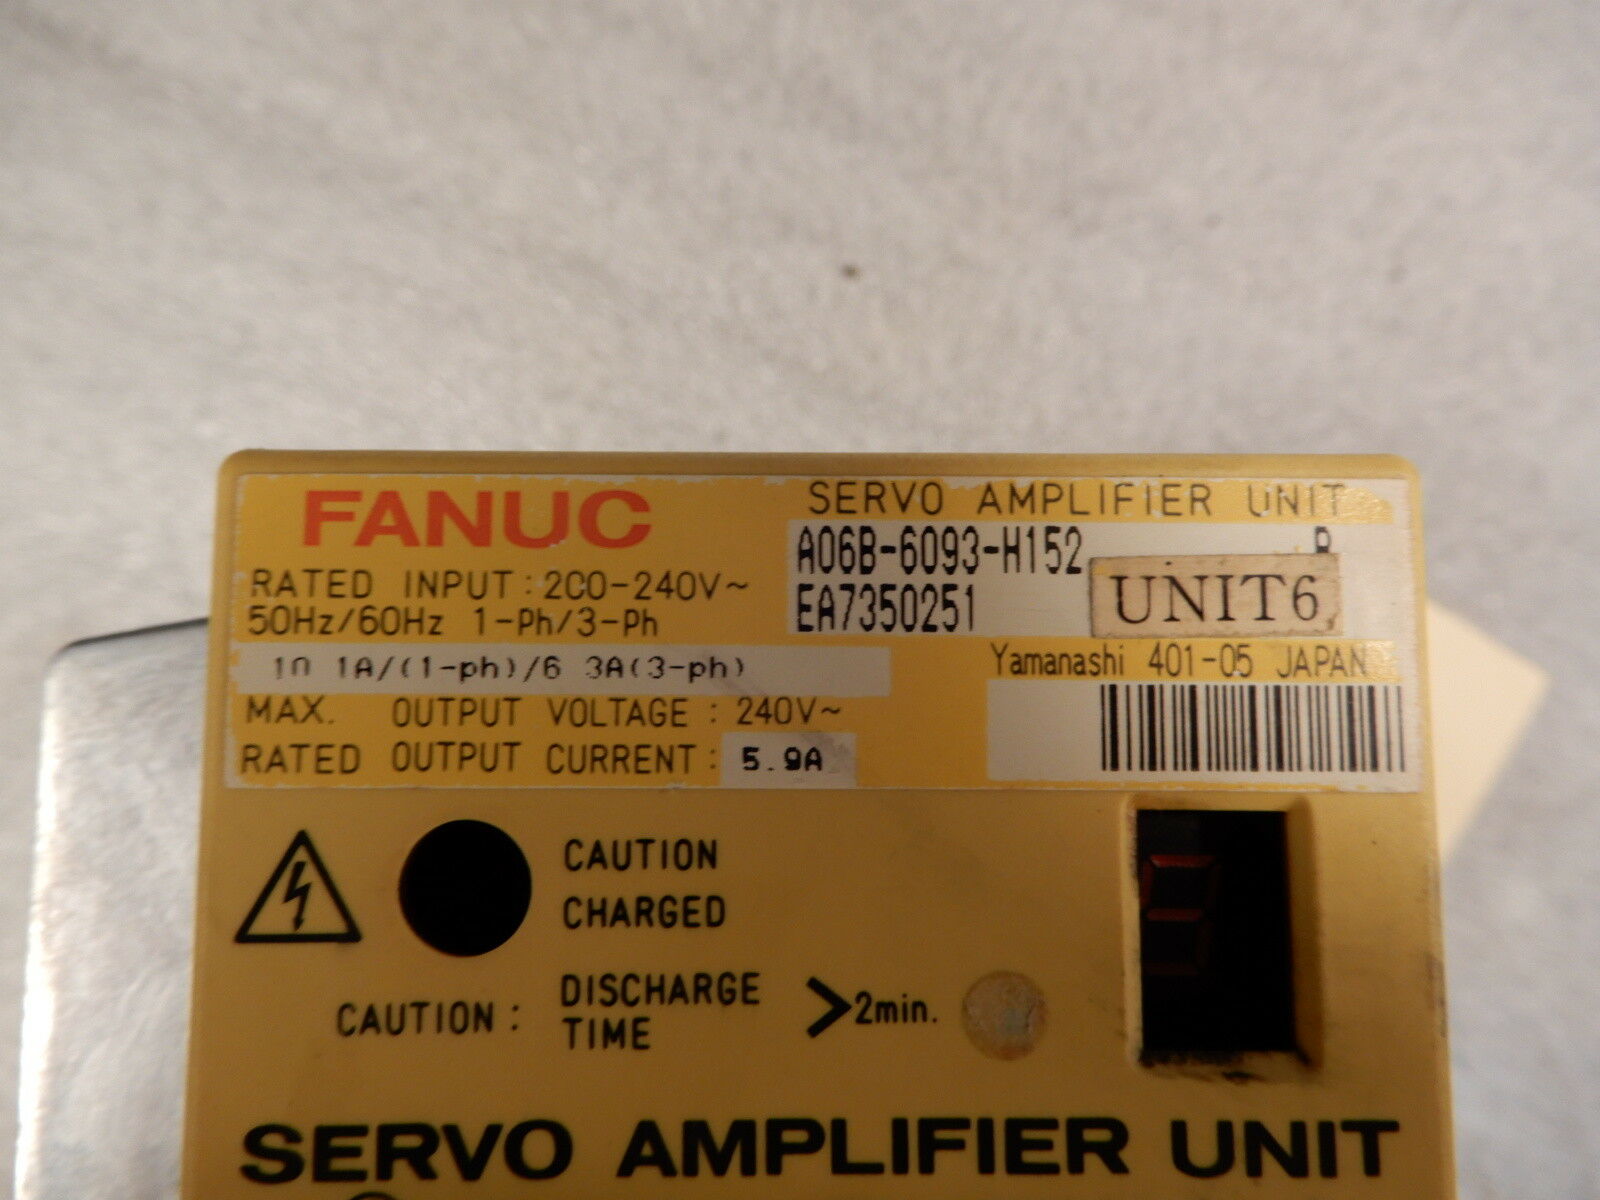 FANUC
SERVO AMPLIFIER UNIT
A06B-6093-H152
EA7350251
UNIT6
RATED INPUT: 200-240V~
50Hz/60Hz 1-Ph/3-Ph
10 1A/(1-ph)/6 3A(3-ph)
Yamanashi 401-05 JAPAN
MAX. OUTPUT VOLTAGE: 240V~
RATED OUTPUT CURRENT: 5.9A
CAUTION
CHARGED
CAUTION: DISCHARGE
TIME
>2min.
SERVO AMPLIFIER UNIT